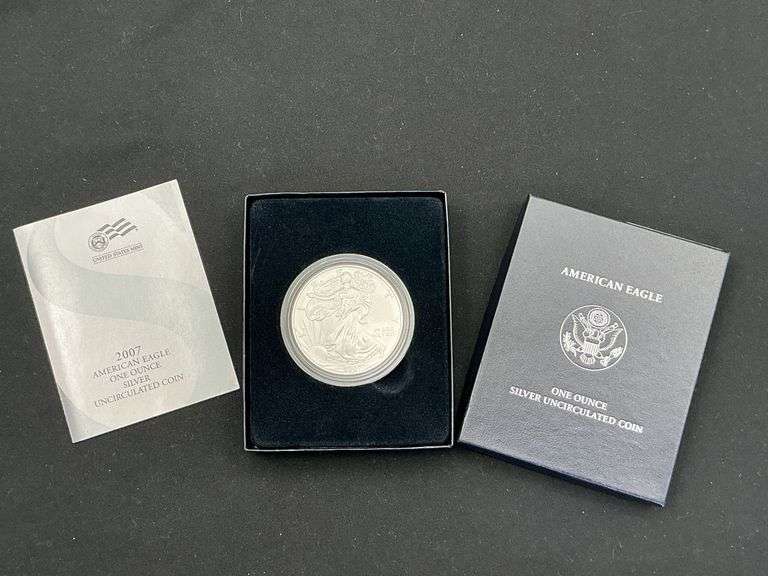 UNITED STATES MINT
2007
AMERICAN EAGLE
ONE OUNCE
SILVER
UNCIRCULATED COIN
AMERICAN EAGLE
ONE OUNCE
SILVER UNCIRCULATED COIN